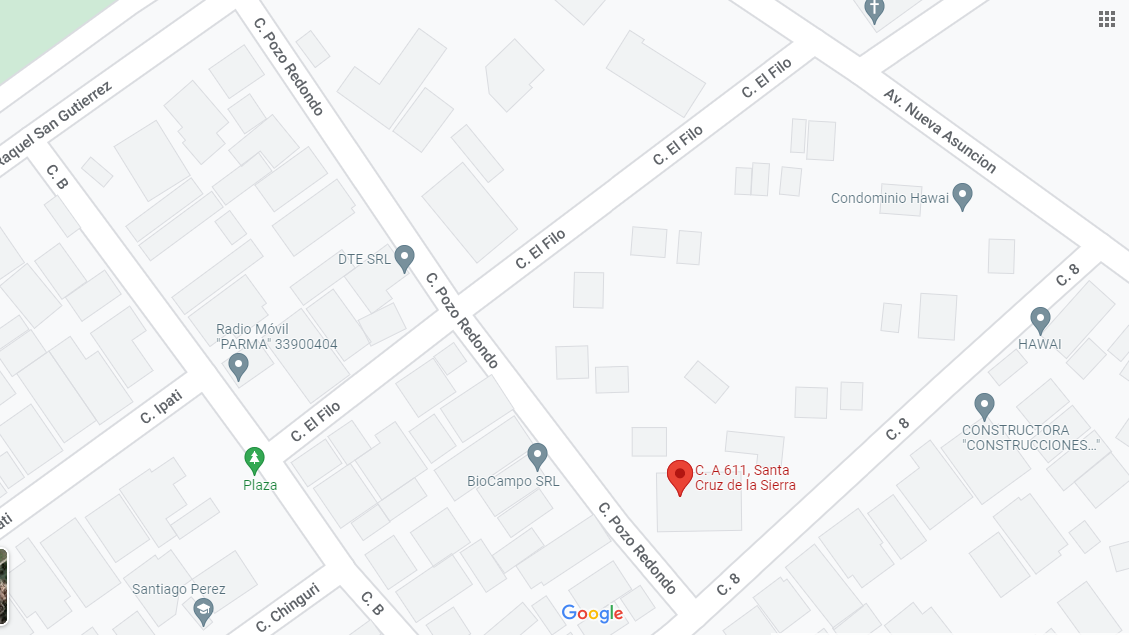 C. Pozo Redondo
Raquel San Gutierrez
C. El Filo
Av. Nueva Asuncion
C. El Filo
C. B
Condominio Hawai
C. El Filo
DTE SRL
C. 8
C. Pozo Redondo
Radio Móvil
"PARMA" 33900404
HAWAI
C. Ipati
C. El Filo
C. 8
CONSTRUCTORA
"CONSTRUCCIONES..."
Plaza
BioCampo SRL
C. A 611, Santa
Cruz de la Sierra
C. Pozo Redondo
Santiago Perez
C. 8
C. Chinguri
C. B
Google